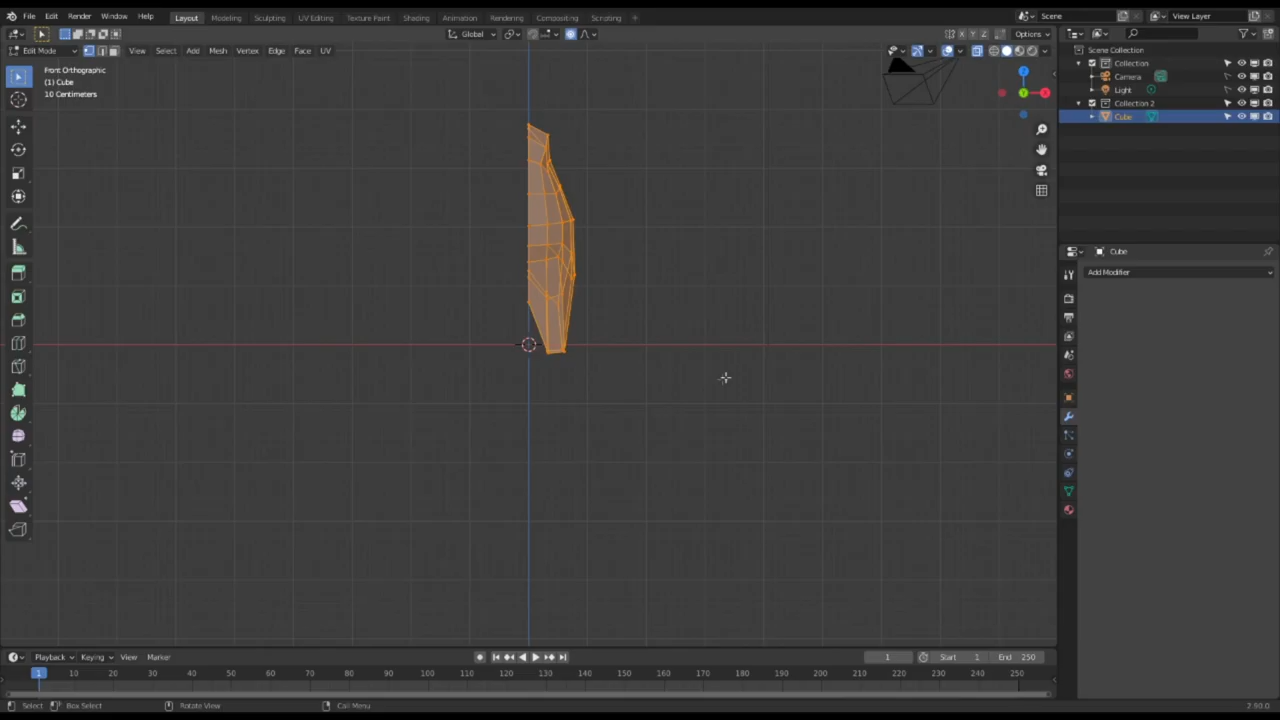 File Edit Render Window Help Layout Modeling Sculpting UV Editing Texture Paint Shading Animation Rendering Compositing Scripting + Scene View Layer
Global Options
Edit Mode View Select Add Mesh Vertex Edge Face UV
Front Orthographic
(1) Cube
10 Centimeters
X Y Z
Z
Y X
Scene Collection
Collection
Camera
Light
Collection 2
Cube
Cube
Add Modifier
Playback Keying View Marker 1 Start 1 End 250
1 10 20 30 40 50 60 70 80 90 100 110 120 130 140 150 160 170 180 190 200 210 220 230 240 250
Select Box Select Rotate View Call Menu 2.90.0